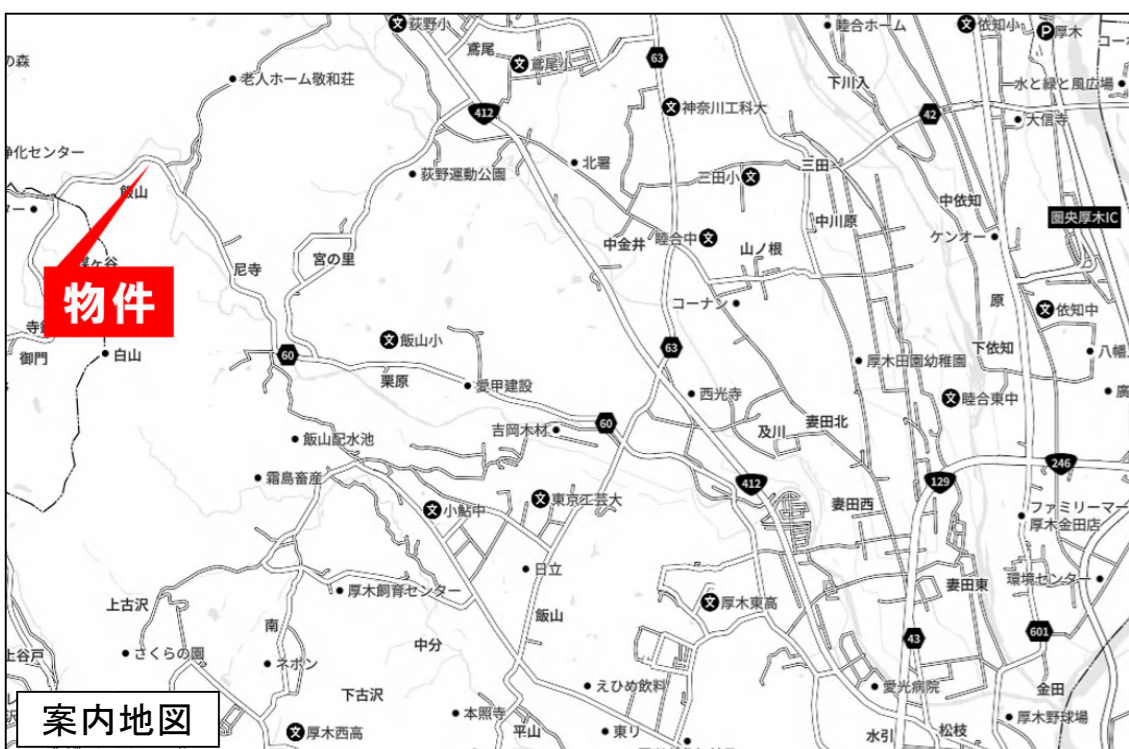 荻野小
鳶尾
睦合ホーム
依知小
厚木
コー
の森
鳶尾小
63
老人ホーム敬和荘
下川入
水と緑と風広場
412
神奈川工科大
42
大信寺
浄化センター
北署
三田
荻野運動公園
三田小
飯山
中依知
ター
中川原
圏央厚木IC
中金井
睦合中
山ノ根
ケンオー
宮の里
尼寺
物件
コーナン
原
依知中
御門
白山
60
飯山小
63
下依知
厚木田園幼稚園
栗原
愛甲建設
西光寺
睦合東中
吉岡木材
60
妻田北
及川
飯山配水池
246
霜島畜産
412
129
小鮎中
東京工芸大
妻田西
ファミリーマー
厚木金田店
日立
妻田東
環境センター
厚木飼育センター
上古沢
厚木東高
飯山
南
43
601
上谷戸
さくらの園
中分
ネポン
えひめ飲料
愛光病院
金田
下古沢
案内地図
本照寺
厚木野球場
厚木西高
平山
東リ
水引
松枝